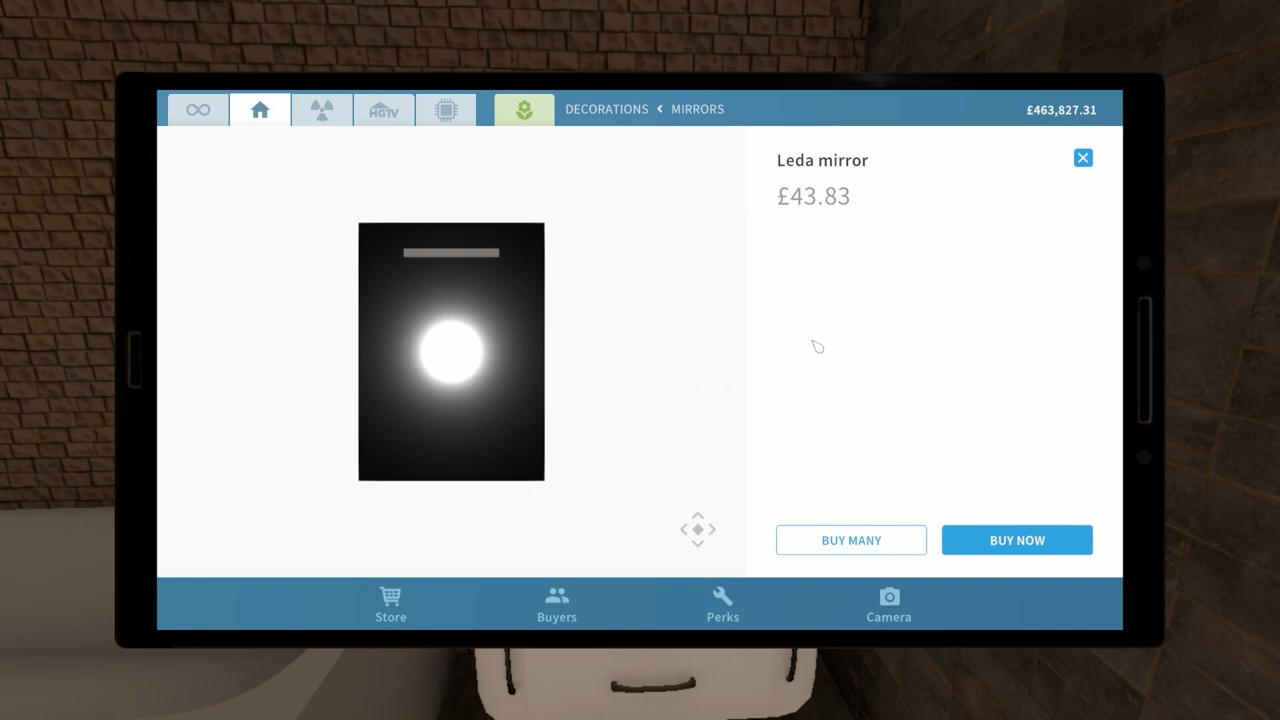 HGTV
DECORATIONS < MIRRORS
£463,827.31
Leda mirror
£43.83
BUY MANY
BUY NOW
Store
Buyers
Perks
Camera